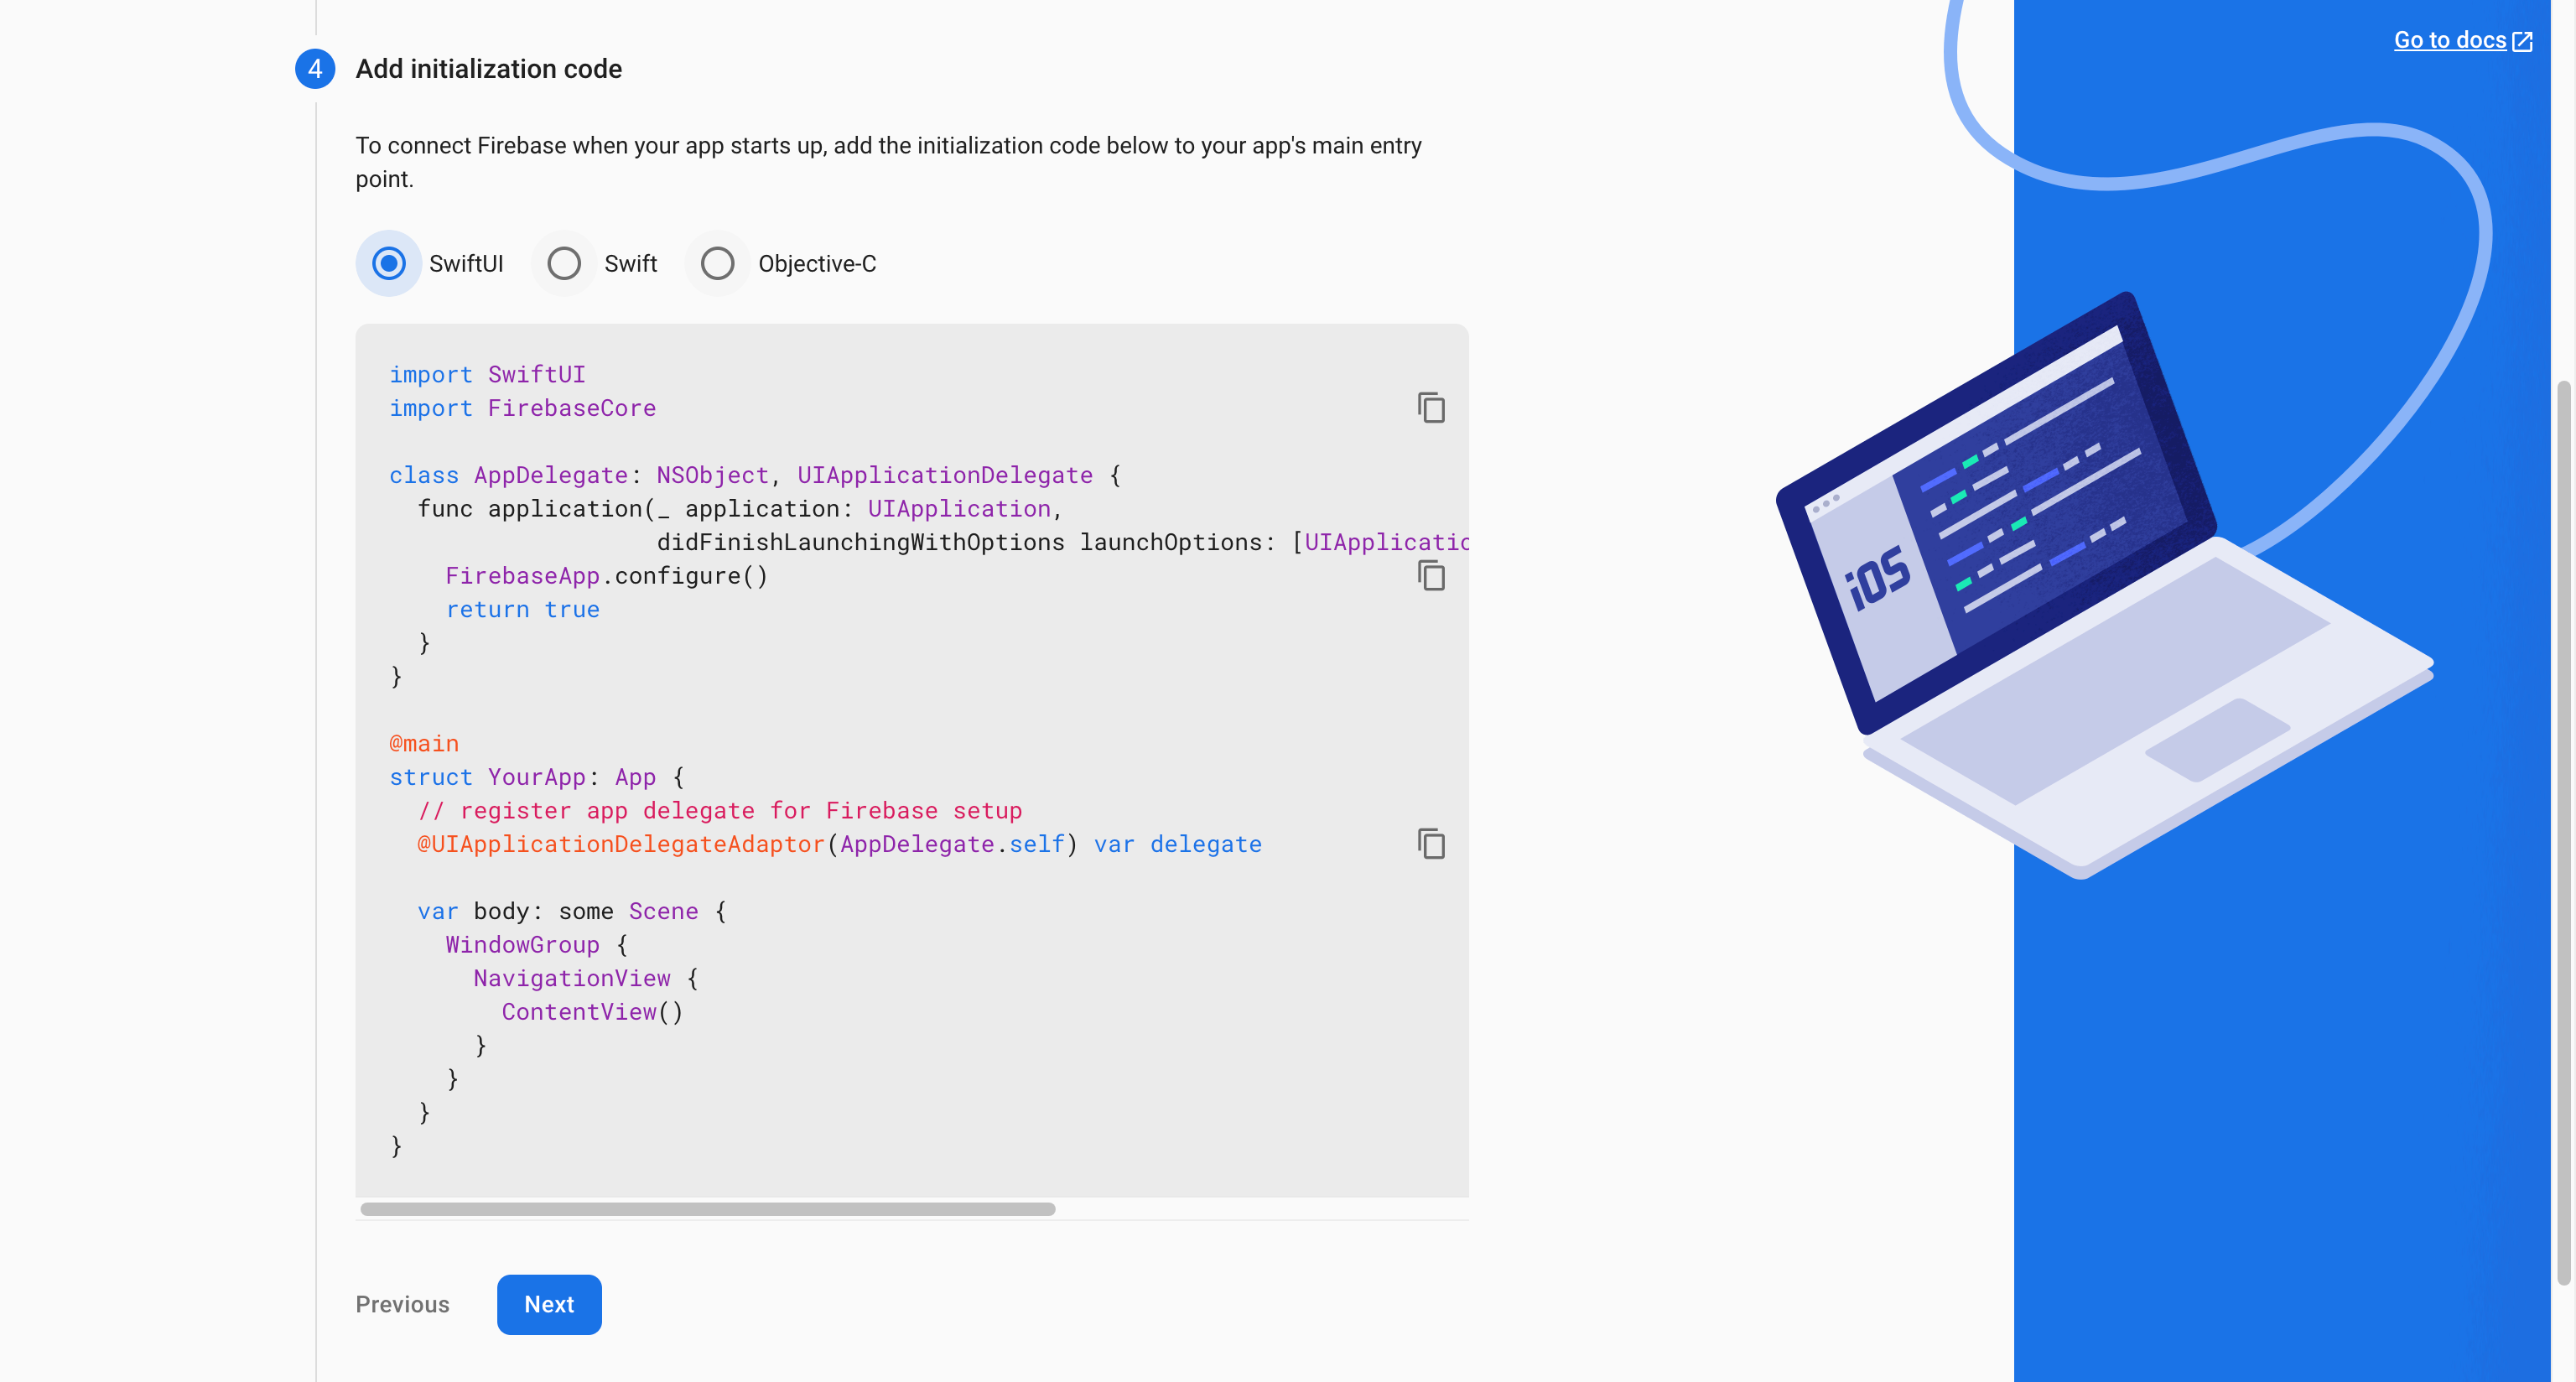 Go to docs
4 Add initialization code
To connect Firebase when your app starts up, add the initialization code below to your app's main entry
point.
SwiftUI Swift Objective-C
import SwiftUI
import FirebaseCore
class AppDelegate: NSObject, UIApplicationDelegate {
  func application(_ application: UIApplication,
                   didFinishLaunchingWithOptions launchOptions: [UIApplicatio
    FirebaseApp.configure()
    return true
  }
}
@main
struct YourApp: App {
  // register app delegate for Firebase setup
  @UIApplicationDelegateAdaptor(AppDelegate.self) var delegate
  var body: some Scene {
    WindowGroup {
      NavigationView {
        ContentView()
      }
    }
  }
}
iOS
Previous Next